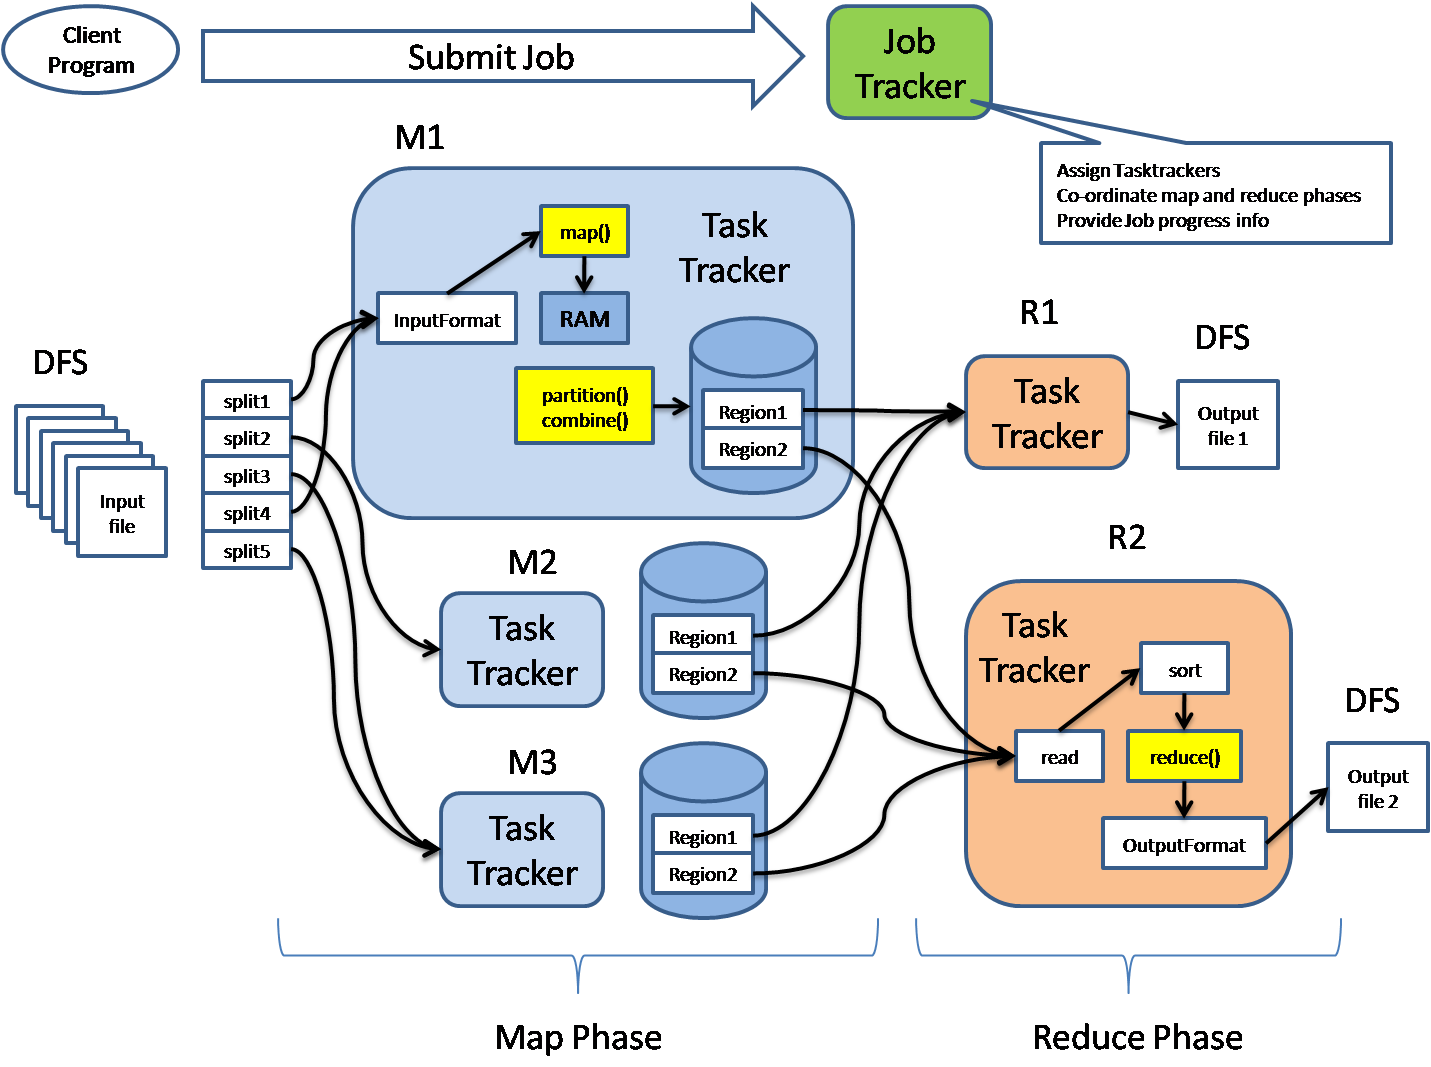 Client
Program
Submit Job
Job
Tracker
Assign Tasktrackers
Co-ordinate map and reduce phases
Provide Job progress info
M1
Task
Tracker
map()
InputFormat
RAM
partition()
combine()
Region1
Region2
DFS
Input
file
split1
split2
split3
split4
split5
M2
Task
Tracker
Region1
Region2
M3
Task
Tracker
Region1
Region2
R1
Task
Tracker
DFS
Output
file 1
R2
Task
Tracker
sort
read
reduce()
OutputFormat
DFS
Output
file 2
Map Phase
Reduce Phase